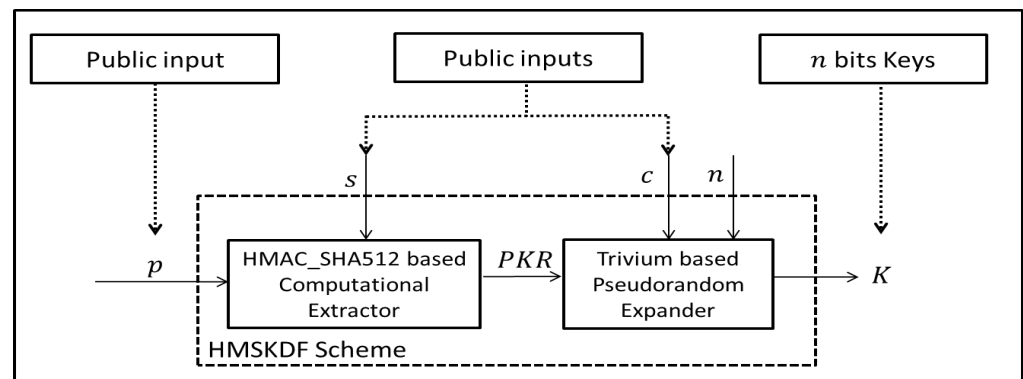 Public input
Public inputs
n bits Keys
s
c
n
p
HMAC_SHA512 based
Computational
Extractor
PKR
Trivium based
Pseudorandom
Expander
K
HMSKDF Scheme